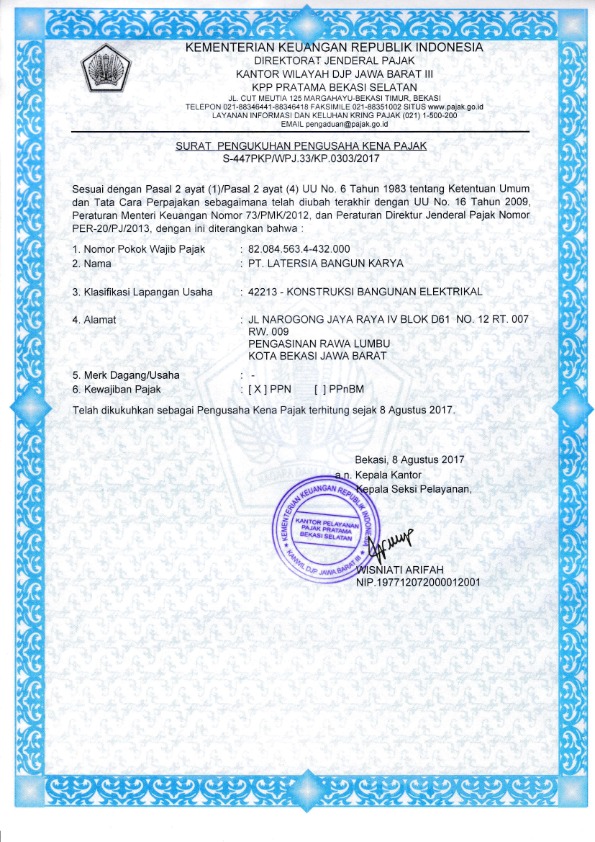 KEMENTERIAN KEUANGAN REPUBLIK INDONESIA
DIREKTORAT JENDERAL PAJAK
KANTOR WILAYAH DJP JAWA BARAT III
KPP PRATAMA BEKASI SELATAN
JL. CUT MEUTIA 125 MARGAHAYU-BEKASI TIMUR, BEKASI
TELEPON 021-88346441-88346418 FAKSIMILE 021-88351002 SITUS www.pajak.go.id
LAYANAN INFORMASI DAN KELUHAN KRING PAJAK (021) 1-500-200
EMAIL pengaduan@pajak.go.id
SURAT PENGUKUHAN PENGUSAHA KENA PAJAK
S-447PKP/WPJ.33/KP.0303/2017
Sesuai dengan Pasal 2 ayat (1)/Pasal 2 ayat (4) UU No. 6 Tahun 1983 tentang Ketentuan Umum
dan Tata Cara Perpajakan sebagaimana telah diubah terakhir dengan UU No. 16 Tahun 2009,
Peraturan Menteri Keuangan Nomor 73/PMK/2012, dan Peraturan Direktur Jenderal Pajak Nomor
PER-20/PJ/2013, dengan ini diterangkan bahwa :
1. Nomor Pokok Wajib Pajak : 82.084.563.4-432.000
2. Nama : PT. LATERSIA BANGUN KARYA
3. Klasifikasi Lapangan Usaha : 42213 - KONSTRUKSI BANGUNAN ELEKTRIKAL
4. Alamat : JL NAROGONG JAYA RAYA IV BLOK D61 NO. 12 RT. 007
RW. 009
PENGASINAN RAWA LUMBU
KOTA BEKASI JAWA BARAT
5. Merk Dagang/Usaha : -
6. Kewajiban Pajak : [ X ] PPN [ ] PPnBM
Telah dikukuhkan sebagai Pengusaha Kena Pajak terhitung sejak 8 Agustus 2017.
Bekasi, 8 Agustus 2017
a.n. Kepala Kantor
Kepala Seksi Pelayanan,
KEMENTERIAN KEUANGAN REPUBLIK INDONESIA
KANTOR PELAYANAN
PAJAK PRATAMA
BEKASI SELATAN
KANWIL DJP JAWA BARAT III
WISNIATI ARIFAH
NIP.197712072000012001